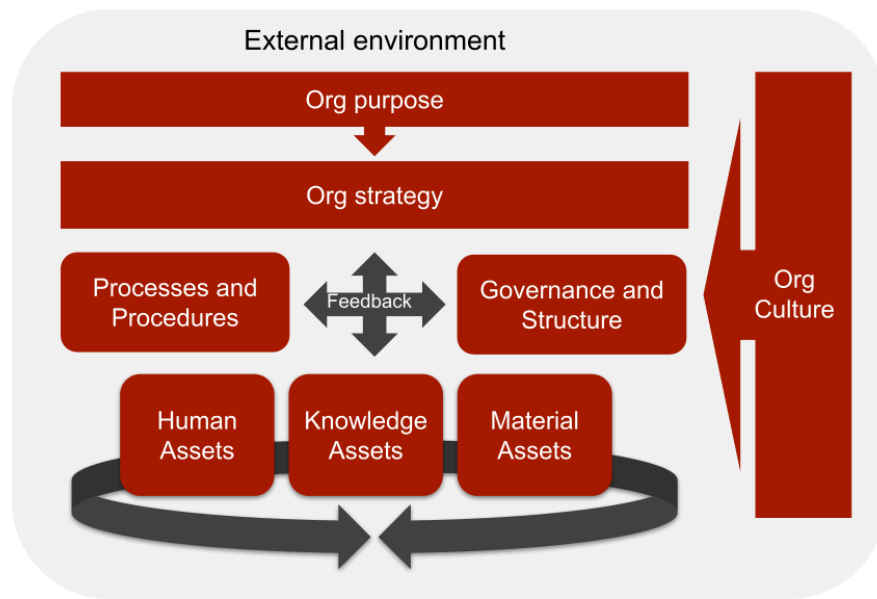 External environment
Org purpose
Org strategy
Processes and
Procedures
Feedback
Governance and
Structure
Org
Culture
Human
Assets
Knowledge
Assets
Material
Assets